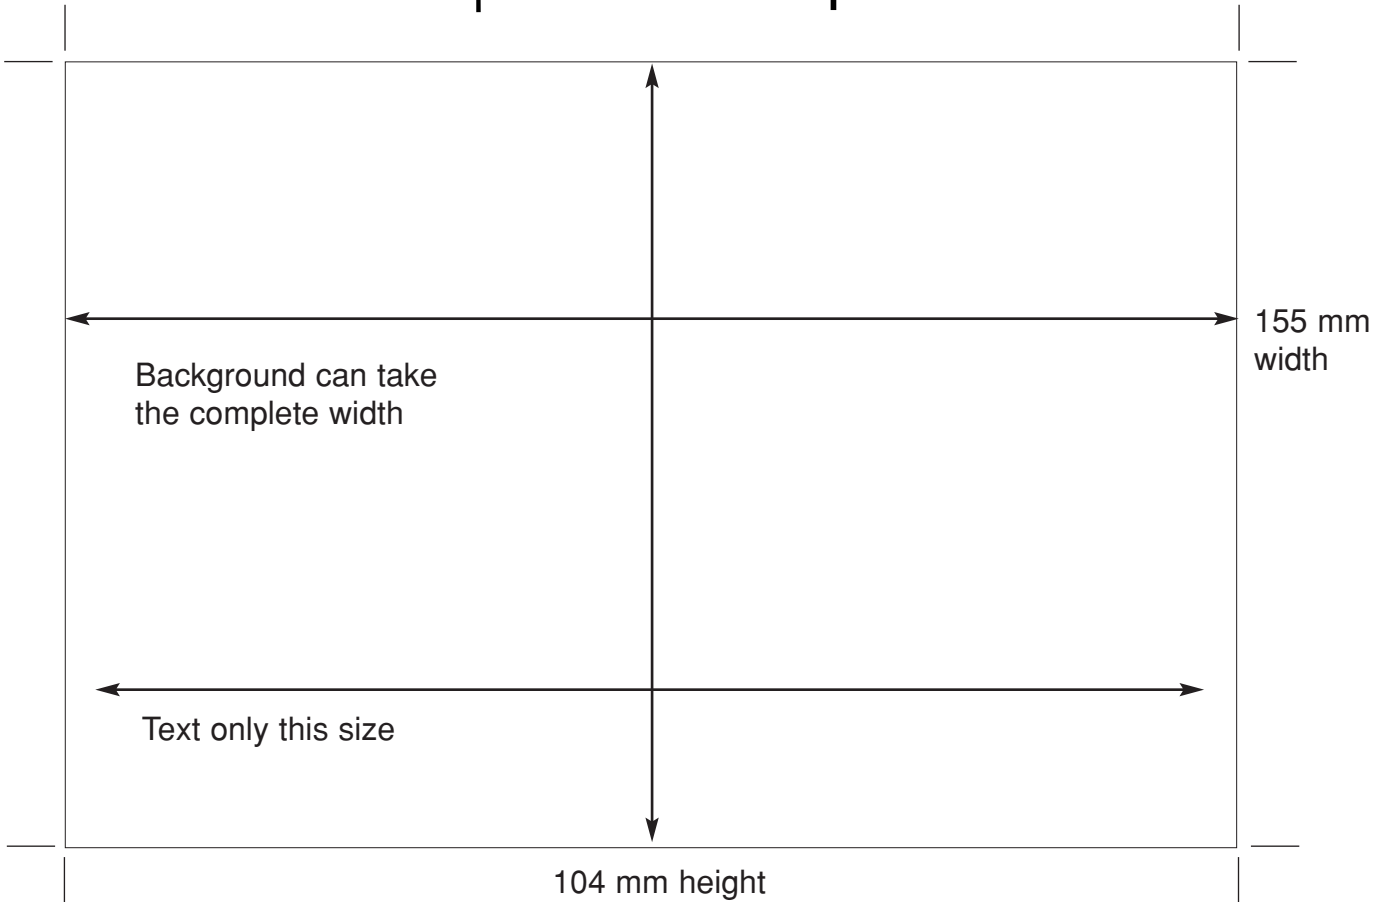 155 mm
width
Background can take
the complete width
Text only this size
104 mm height